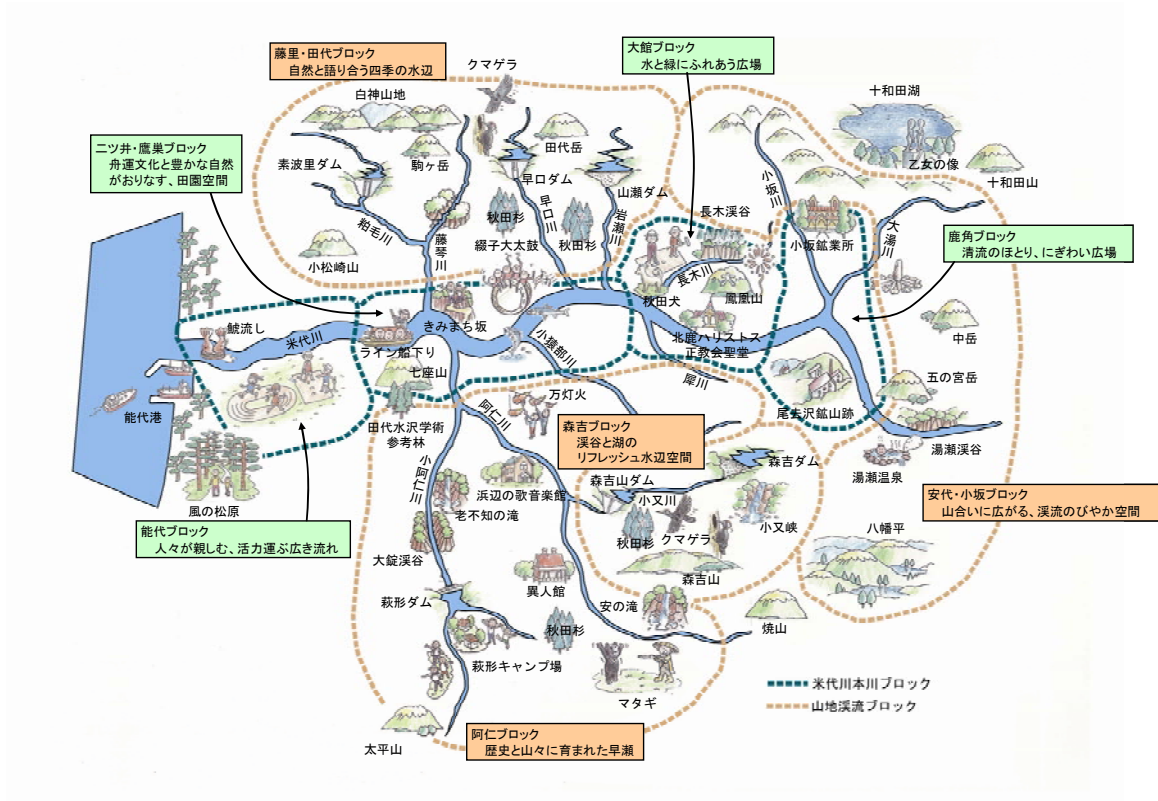 藤里・田代ブロック
自然と語り合う四季の水辺
大館ブロック
水と緑にふれあう広場
二ツ井・鷹巣ブロック
舟運文化と豊かな自然
がおりなす、田園空間
鹿角ブロック
清流のほとり、にぎわい広場
能代ブロック
人々が親しむ、活力運ぶ広き流れ
森吉ブロック
渓谷と湖の
リフレッシュ水辺空間
安代・小坂ブロック
山合いに広がる、渓流のびやか空間
阿仁ブロック
歴史と山々に育まれた早瀬
クマゲラ
白神山地
素波里ダム
駒ヶ岳
田代岳
早口ダム
山瀬ダム
粕毛川
藤琴川
秋田杉
早口川
秋田杉
岩瀬川
綴子大太鼓
小松崎山
十和田湖
乙女の像
十和田山
小坂川
長木渓谷
小坂鉱業所
大湯川
長木川
秋田犬
鳳凰山
北鹿ハリストス
正教会聖堂
中岳
五の宮岳
尾去沢鉱山跡
湯瀬渓谷
湯瀬温泉
八幡平
鯱流し
米代川
ライン船下り
きみまち坂
七座山
小猿部川
犀川
能代港
風の松原
田代水沢学術
参考林
万灯火
阿仁川
小阿仁川
浜辺の歌音楽館
老不知の滝
大錠渓谷
森吉山ダム
森吉ダム
小又川
秋田杉
クマゲラ
小又峡
森吉山
異人館
安の滝
焼山
萩形ダム
秋田杉
萩形キャンプ場
マタギ
太平山
米代川本川ブロック
山地渓流ブロック